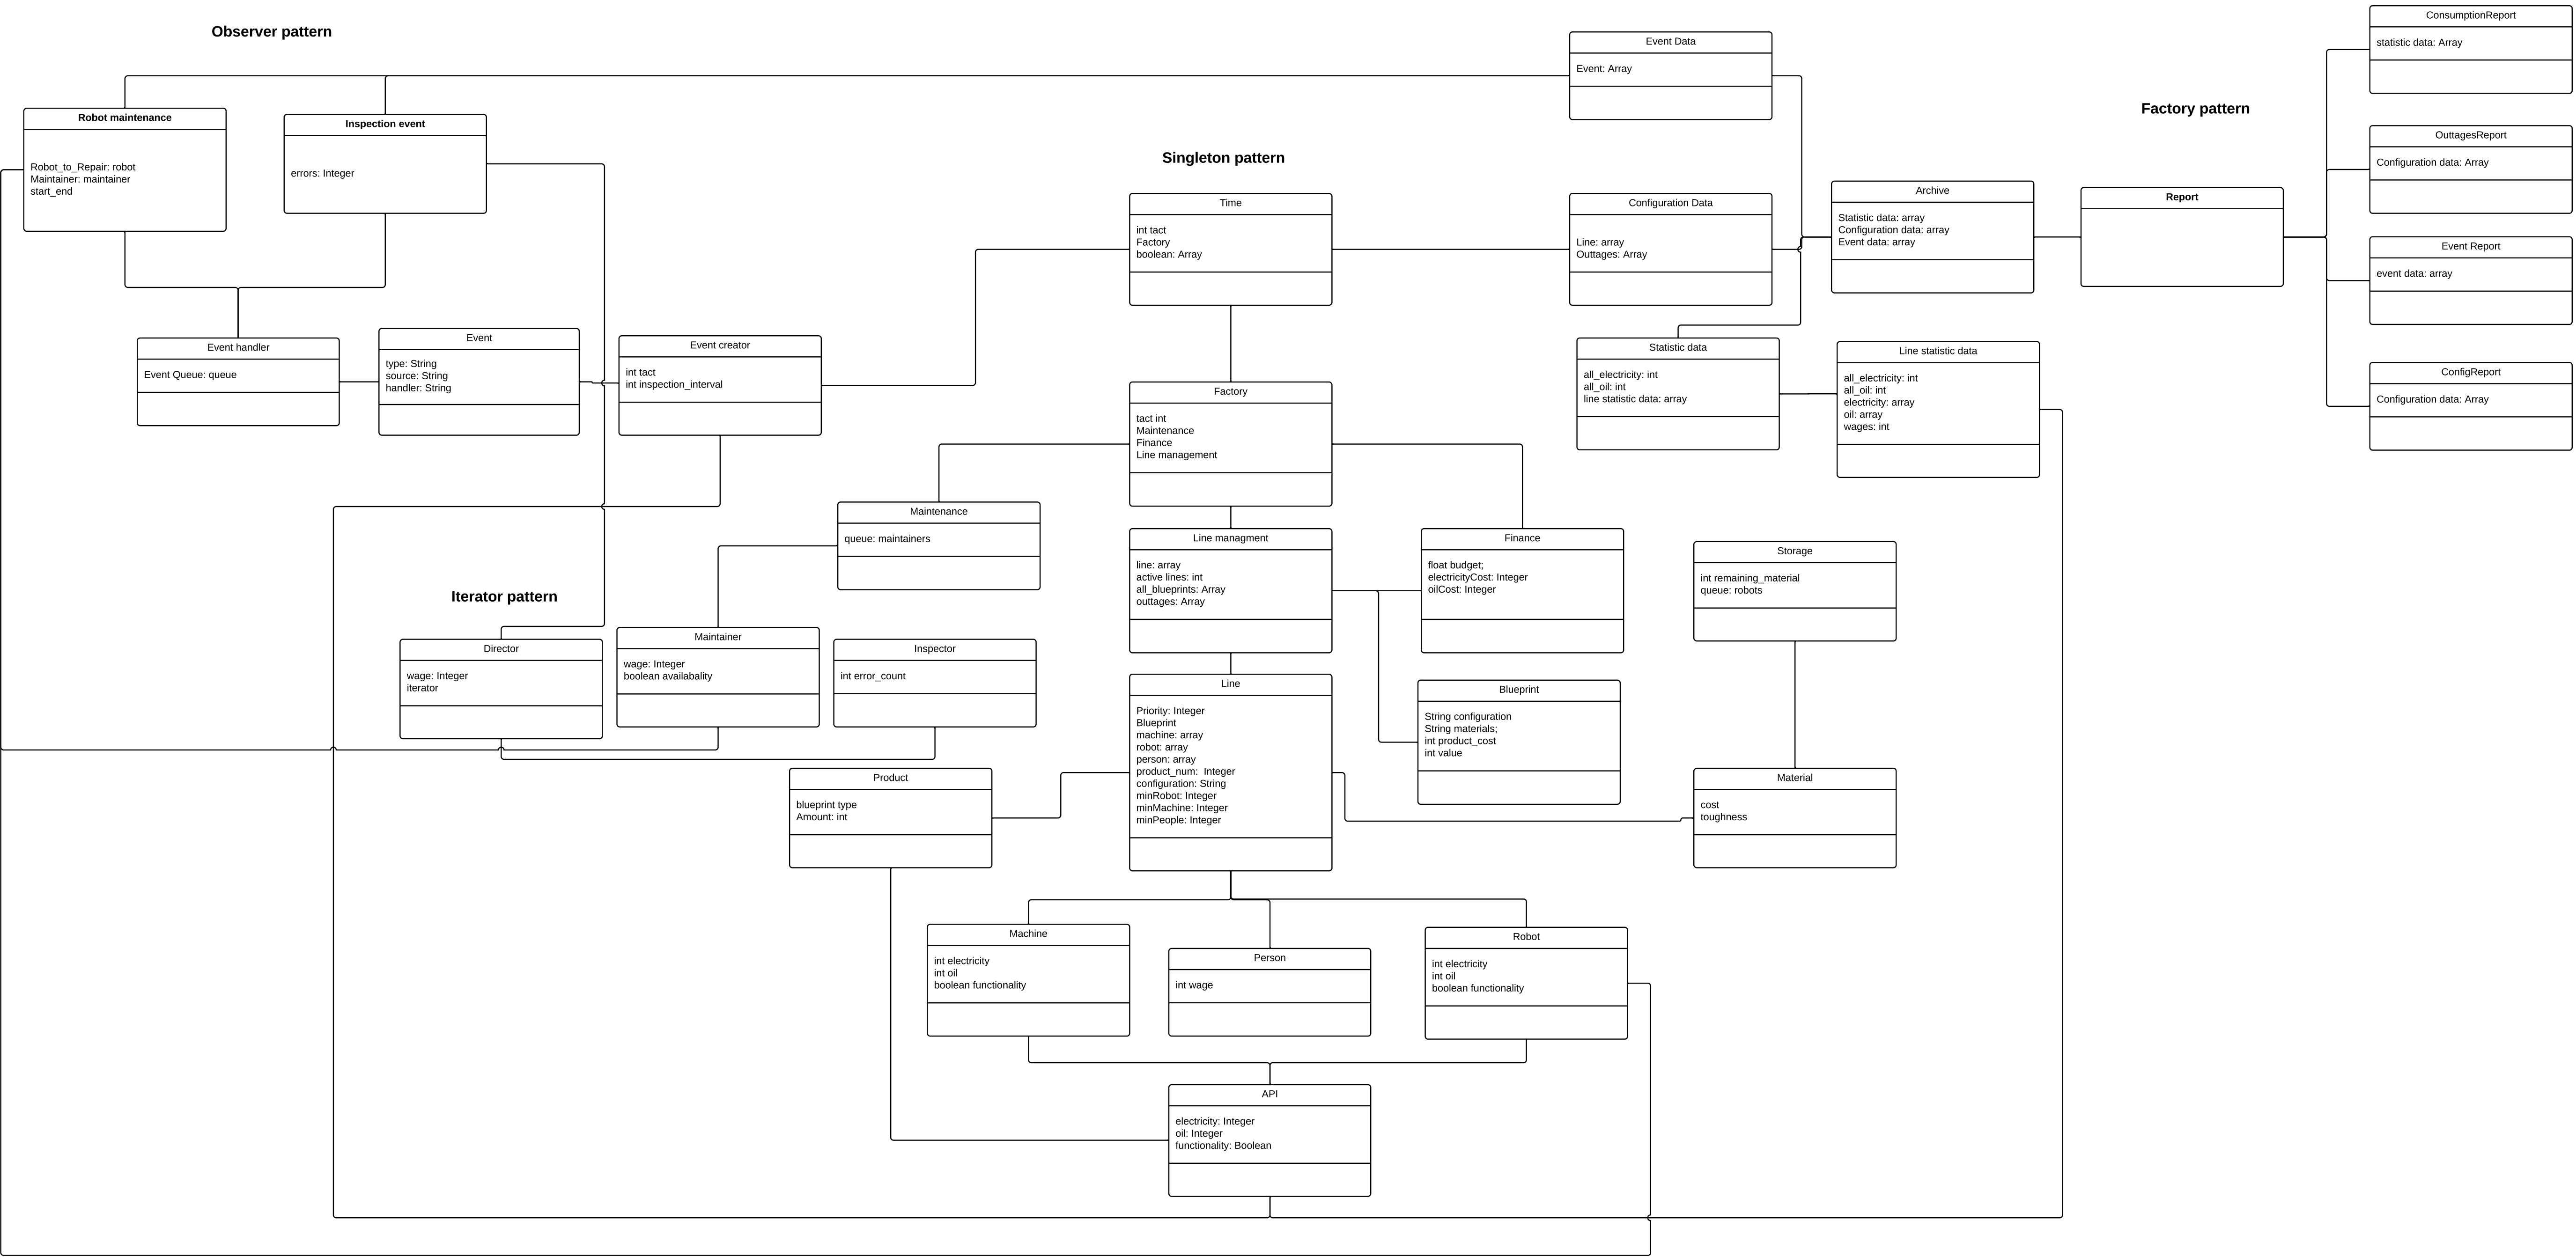 Observer pattern
Robot maintenance
Robot_to_Repair: robot
Maintainer: maintainer
start_end
Inspection event
errors: Integer
Event handler
Event Queue: queue
Event
type: String
source: String
handler: String
Event creator
int tact
int inspection_interval
Singleton pattern
Time
int tact
Factory
boolean: Array
Event Data
Event: Array
Configuration Data
Line: array
Outtages: Array
Archive
Statistic data: array
Configuration data: array
Event data: array
Factory pattern
Report
ConsumptionReport
statistic data: Array
OuttagesReport
Configuration data: Array
Event Report
event data: array
ConfigReport
Configuration data: Array
Statistic data
all_electricity: int
all_oil: int
line statistic data: array
Line statistic data
all_electricity: int
all_oil: int
electricity: array
oil: array
wages: int
Factory
tact int
Maintenance
Finance
Line management
Maintenance
queue: maintainers
Line managment
line: array
active lines: int
all_blueprints: Array
outtages: Array
Finance
float budget;
electricityCost: Integer
oilCost: Integer
Storage
int remaining_material
queue: robots
Iterator pattern
Director
wage: Integer
iterator
Maintainer
wage: Integer
boolean availabality
Inspector
int error_count
Line
Priority: Integer
Blueprint
machine: array
robot: array
person: array
product_num:  Integer
configuration: String
minRobot: Integer
minMachine: Integer
minPeople: Integer
Blueprint
String configuration
String materials;
int product_cost
int value
Product
blueprint type
Amount: int
Material
cost
toughness
Machine
int electricity
int oil
boolean functionality
Person
int wage
Robot
int electricity
int oil
boolean functionality
API
electricity: Integer
oil: Integer
functionality: Boolean